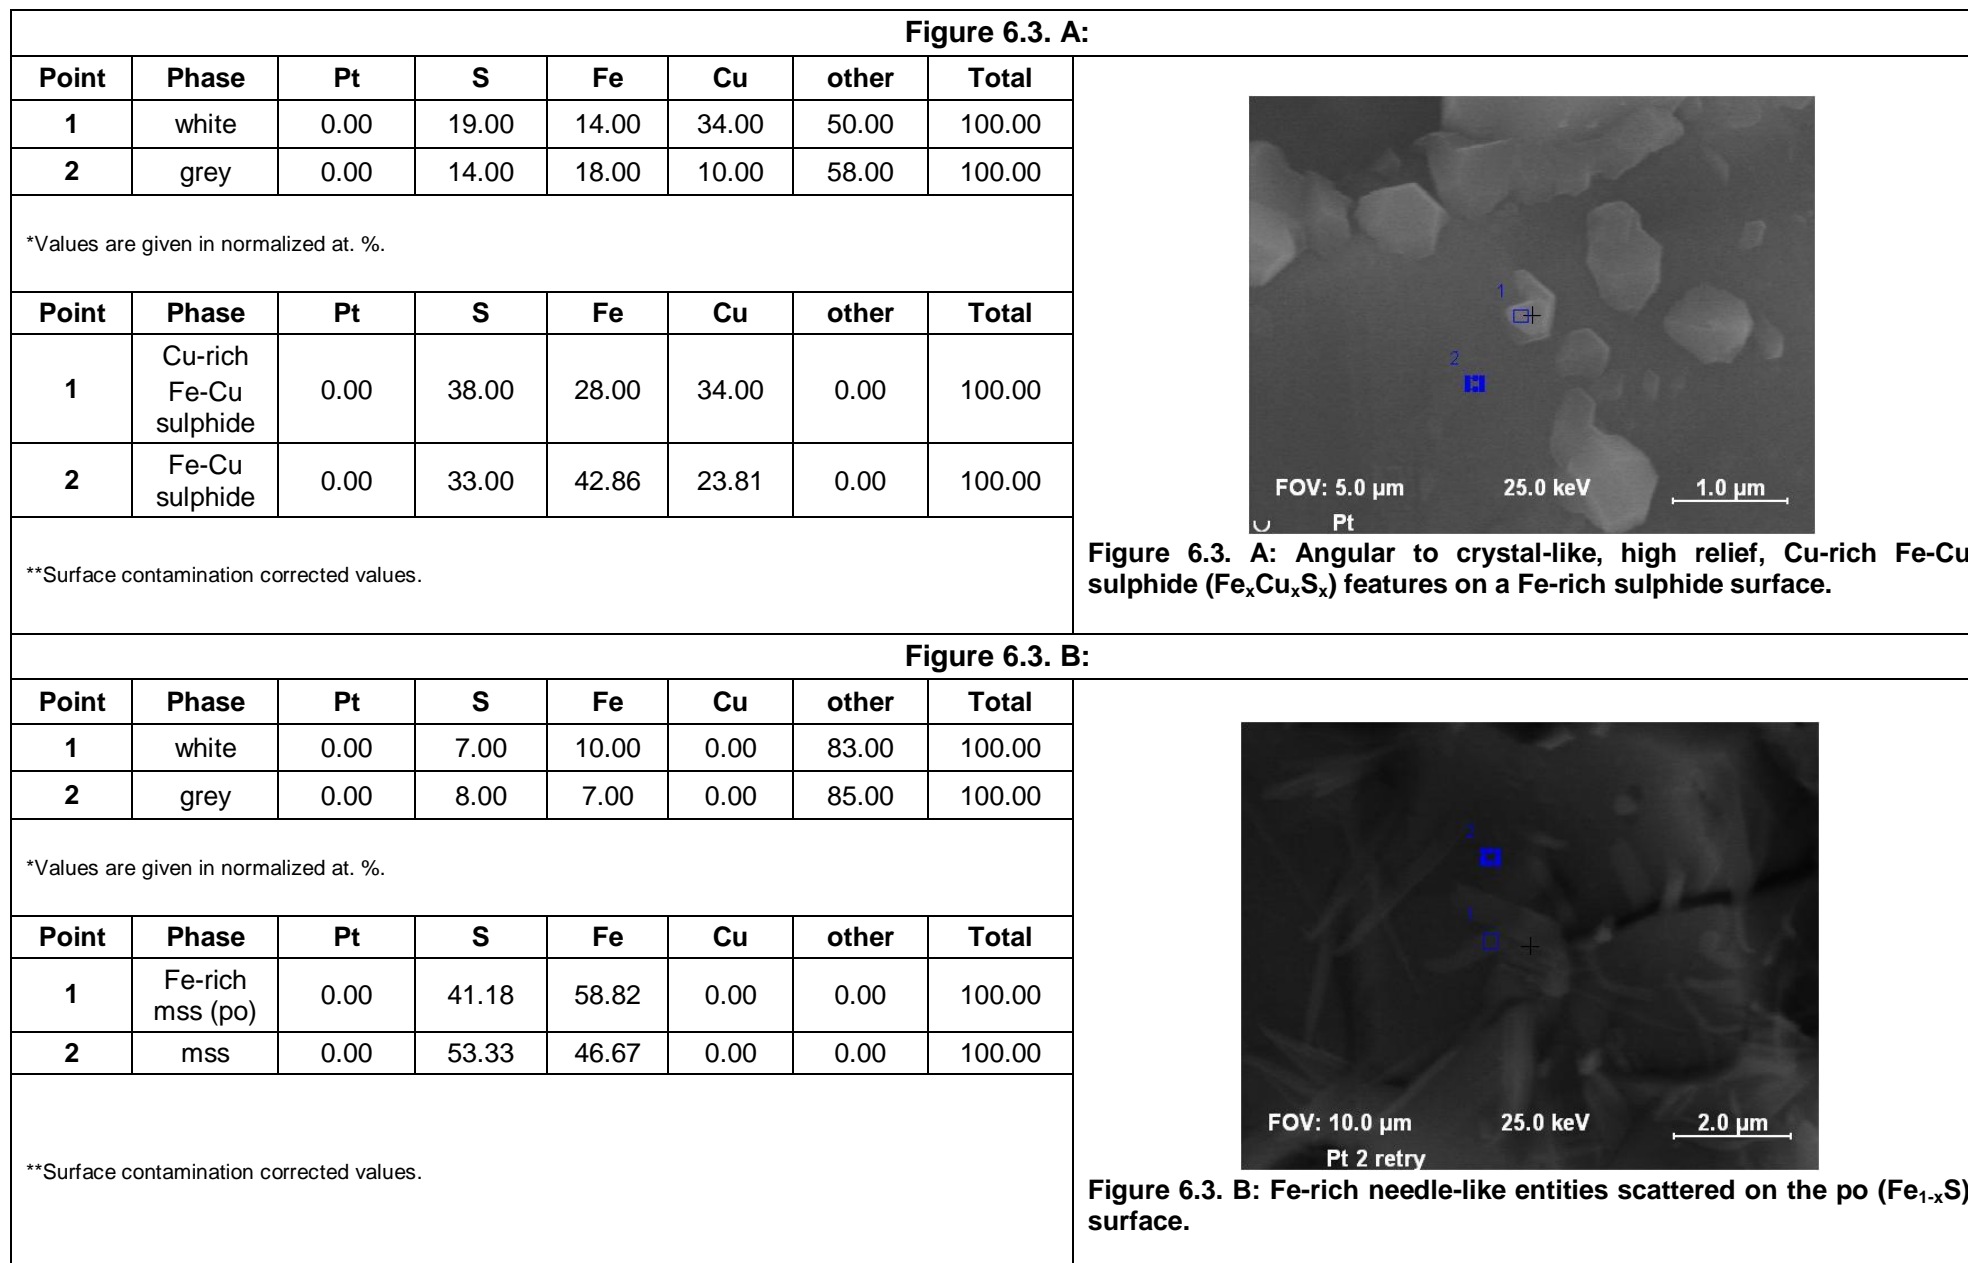 Figure 6.3. A:
Point Phase Pt S Fe Cu other Total
1 white 0.00 19.00 14.00 34.00 50.00 100.00
2 grey 0.00 14.00 18.00 10.00 58.00 100.00
*Values are given in normalized at. %.
Point Phase Pt S Fe Cu other Total
1 Cu-rich Fe-Cu sulphide 0.00 38.00 28.00 34.00 0.00 100.00
2 Fe-Cu sulphide 0.00 33.00 42.86 23.81 0.00 100.00
**Surface contamination corrected values.
1
2
FOV: 5.0 µm 25.0 keV 1.0 µm
Pt
Figure 6.3. A: Angular to crystal-like, high relief, Cu-rich Fe-Cu
sulphide (FexCuxSx) features on a Fe-rich sulphide surface.
Figure 6.3. B:
Point Phase Pt S Fe Cu other Total
1 white 0.00 7.00 10.00 0.00 83.00 100.00
2 grey 0.00 8.00 7.00 0.00 85.00 100.00
*Values are given in normalized at. %.
Point Phase Pt S Fe Cu other Total
1 Fe-rich mss (po) 0.00 41.18 58.82 0.00 0.00 100.00
2 mss 0.00 53.33 46.67 0.00 0.00 100.00
**Surface contamination corrected values.
2
1
FOV: 10.0 µm 25.0 keV 2.0 µm
Pt 2 retry
Figure 6.3. B: Fe-rich needle-like entities scattered on the po (Fe1-xS)
surface.